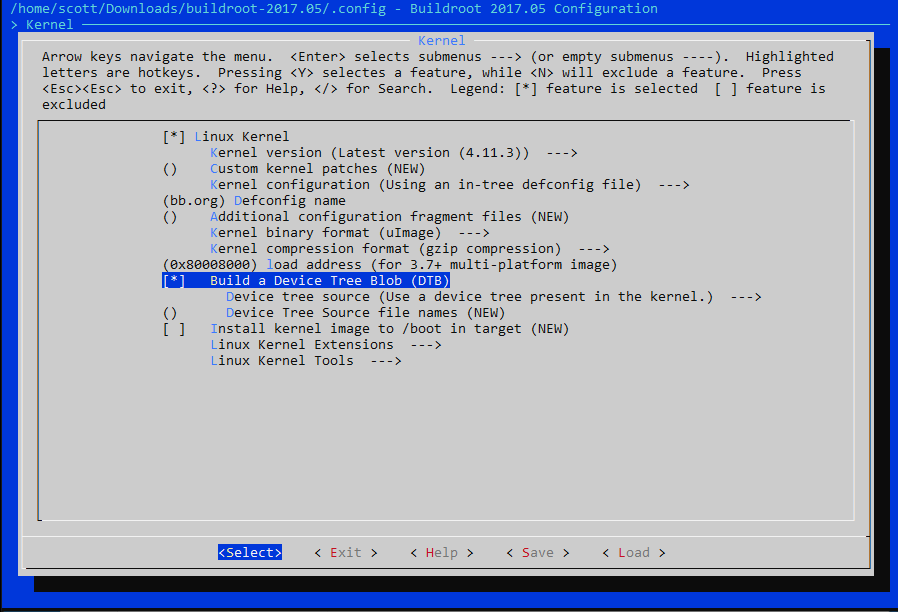 /home/scott/Downloads/buildroot-2017.05/.config - Buildroot 2017.05 Configuration
> Kernel
Kernel
Arrow keys navigate the menu.  <Enter> selects submenus ---> (or empty submenus ----).  Highlighted
letters are hotkeys.  Pressing <Y> selectes a feature, while <N> will exclude a feature.  Press
<Esc><Esc> to exit, <?> for Help, </> for Search.  Legend: [*] feature is selected  [ ] feature is
excluded
[*] Linux Kernel
Kernel version (Latest version (4.11.3))  --->
()    Custom kernel patches (NEW)
Kernel configuration (Using an in-tree defconfig file)  --->
(bb.org) Defconfig name
()    Additional configuration fragment files (NEW)
Kernel binary format (uImage)  --->
Kernel compression format (gzip compression)  --->
(0x80008000) load address (for 3.7+ multi-platform image)
[*]   Build a Device Tree Blob (DTB)
Device tree source (Use a device tree present in the kernel.)  --->
()      Device Tree Source file names (NEW)
[ ]   Install kernel image to /boot in target (NEW)
Linux Kernel Extensions  --->
Linux Kernel Tools  --->
<Select>    < Exit >    < Help >    < Save >    < Load >